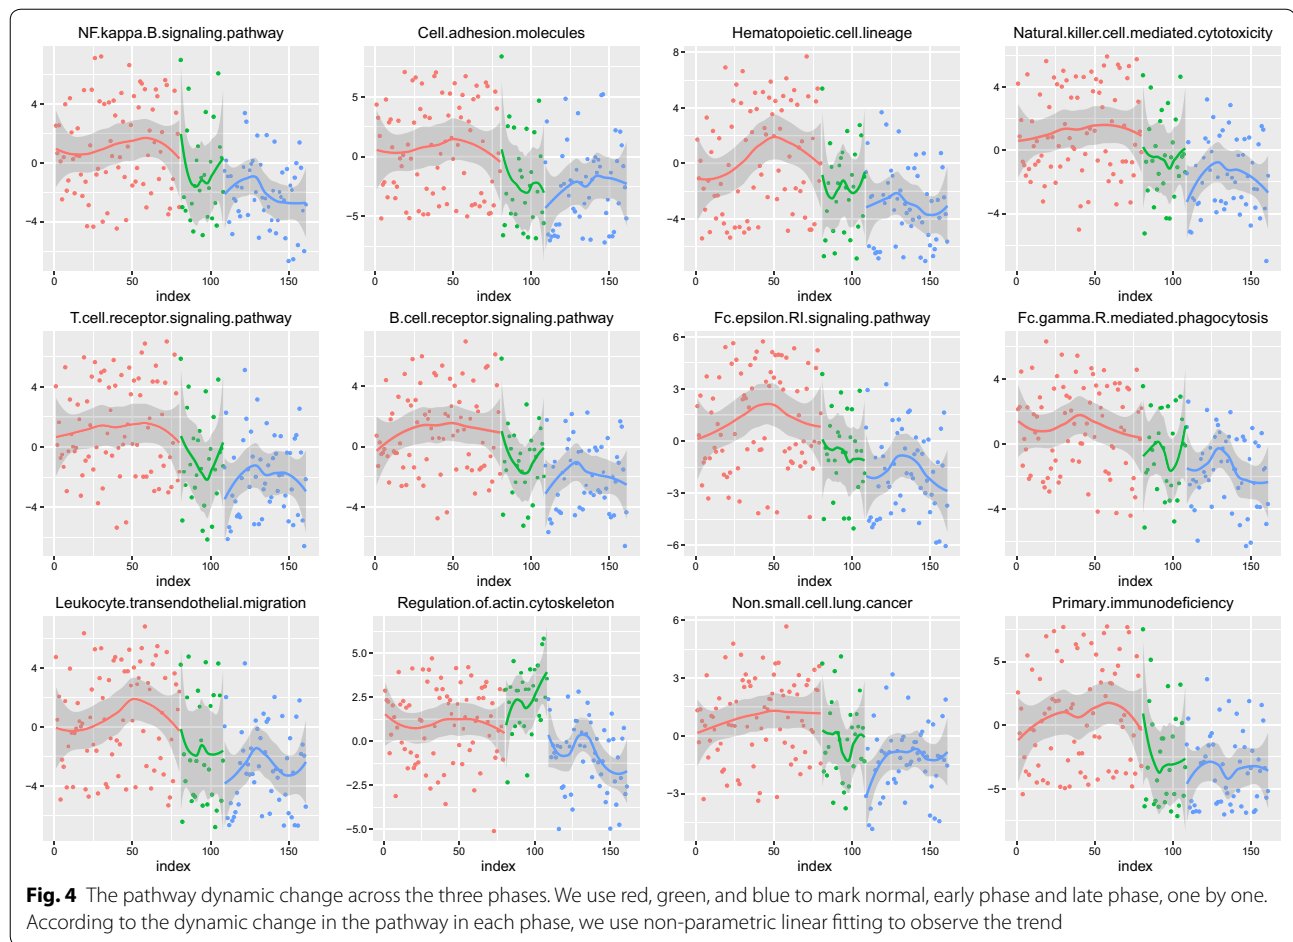 NF.kappa.B.signaling.pathway
4
0
−4
0 50 100 150
index
Cell.adhesion.molecules
5
0
−5
0 50 100 150
index
Hematopoietic.cell.lineage
8
4
0
−4
0 50 100 150
index
Natural.killer.cell.mediated.cytotoxicity
4
0
−4
0 50 100 150
index
T.cell.receptor.signaling.pathway
4
0
−4
0 50 100 150
index
B.cell.receptor.signaling.pathway
4
0
−4
0 50 100 150
index
Fc.epsilon.RI.signaling.pathway
6
3
0
−3
−6
0 50 100 150
index
Fc.gamma.R.mediated.phagocytosis
4
0
−4
0 50 100 150
index
Leukocyte.transendothelial.migration
4
0
−4
0 50 100 150
index
Regulation.of.actin.cytoskeleton
5.0
2.5
0.0
−2.5
−5.0
0 50 100 150
index
Non.small.cell.lung.cancer
6
3
0
−3
0 50 100 150
index
Primary.immunodeficiency
5
0
−5
0 50 100 150
index
Fig. 4 The pathway dynamic change across the three phases. We use red, green, and blue to mark normal, early phase and late phase, one by one.
According to the dynamic change in the pathway in each phase, we use non-parametric linear fitting to observe the trend